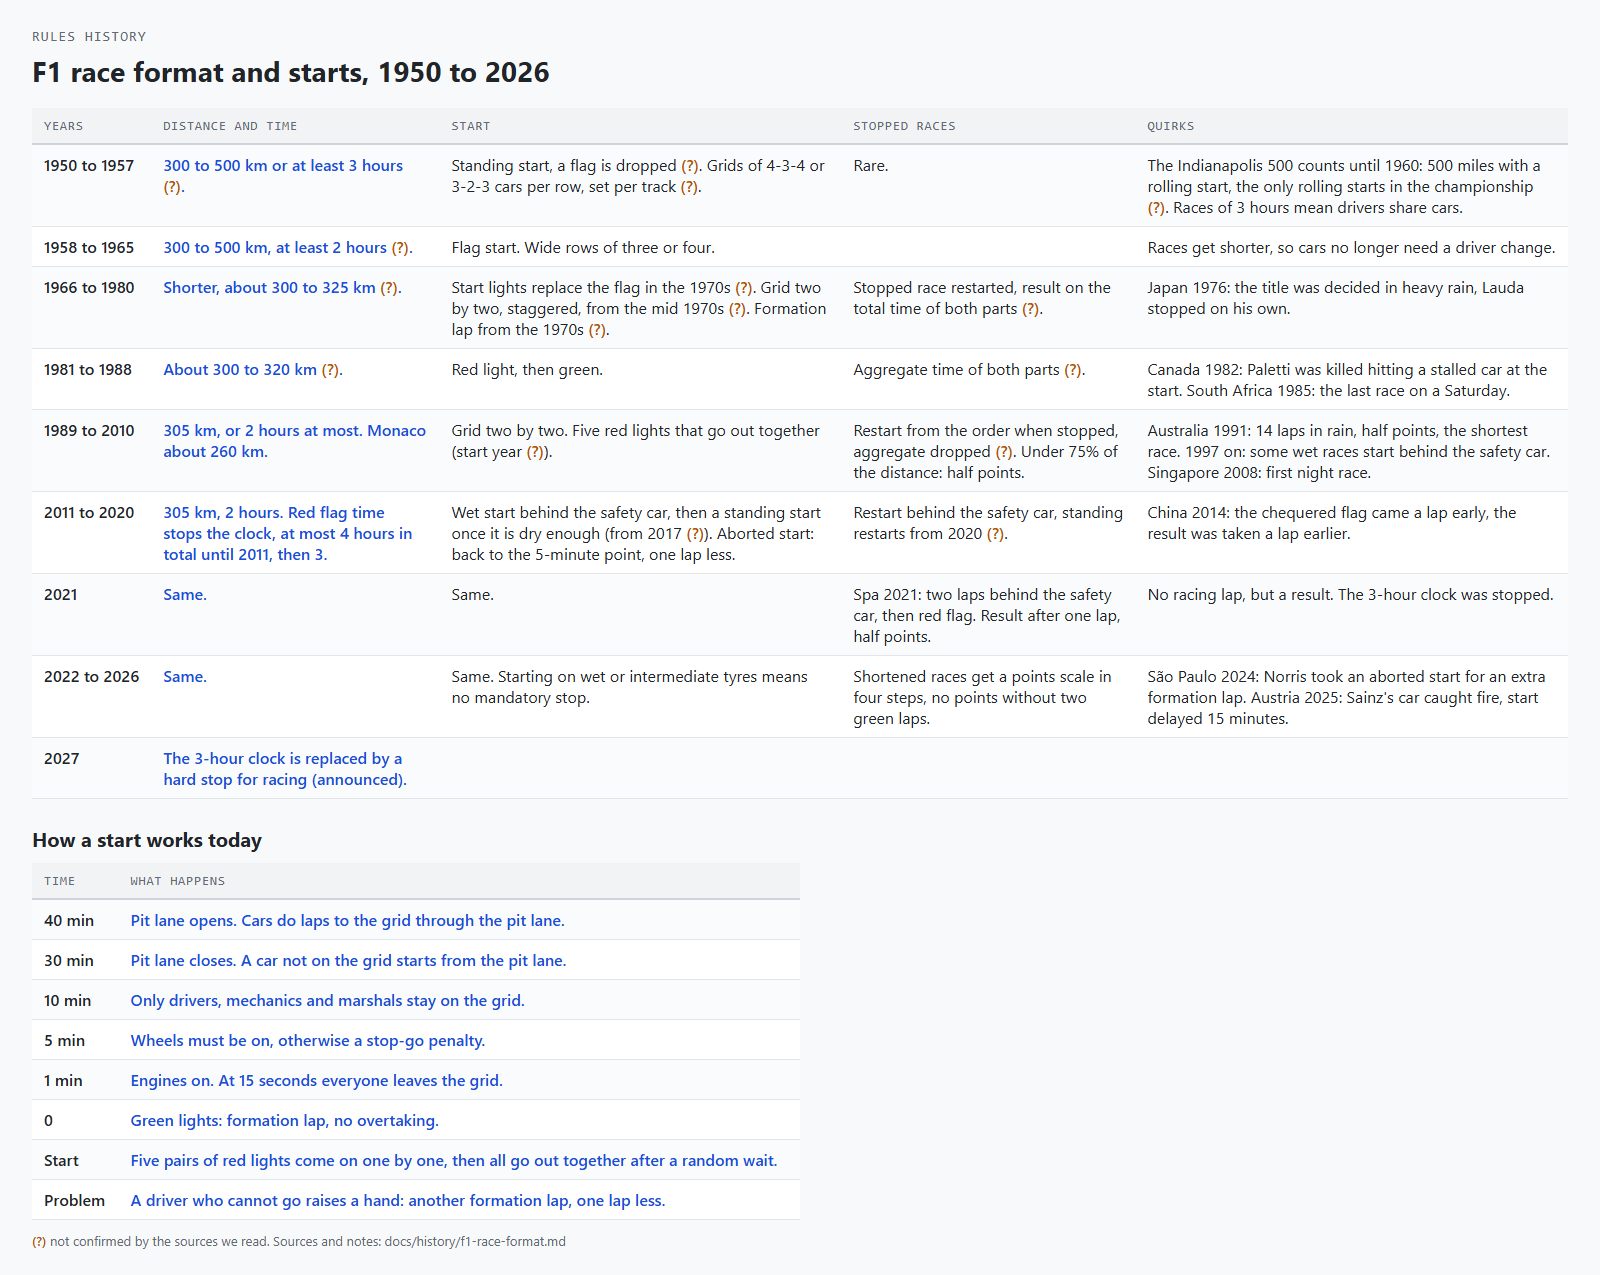 RULES HISTORY
F1 race format and starts, 1950 to 2026
YEARS DISTANCE AND TIME START STOPPED RACES QUIRKS
1950 to 1957
300 to 500 km or at least 3 hours
(?).
Standing start, a flag is dropped (?). Grids of 4-3-4 or
3-2-3 cars per row, set per track (?).
Rare.
The Indianapolis 500 counts until 1960: 500 miles with a
rolling start, the only rolling starts in the championship
(?). Races of 3 hours mean drivers share cars.
1958 to 1965
300 to 500 km, at least 2 hours (?).
Flag start. Wide rows of three or four.
Races get shorter, so cars no longer need a driver change.
1966 to 1980
Shorter, about 300 to 325 km (?).
Start lights replace the flag in the 1970s (?). Grid two
by two, staggered, from the mid 1970s (?). Formation
lap from the 1970s (?).
Stopped race restarted, result on the
total time of both parts (?).
Japan 1976: the title was decided in heavy rain, Lauda
stopped on his own.
1981 to 1988
About 300 to 320 km (?).
Red light, then green.
Aggregate time of both parts (?).
Canada 1982: Paletti was killed hitting a stalled car at the
start. South Africa 1985: the last race on a Saturday.
1989 to 2010
305 km, or 2 hours at most. Monaco
about 260 km.
Grid two by two. Five red lights that go out together
(start year (?)).
Restart from the order when stopped,
aggregate dropped (?). Under 75% of
the distance: half points.
Australia 1991: 14 laps in rain, half points, the shortest
race. 1997 on: some wet races start behind the safety car.
Singapore 2008: first night race.
2011 to 2020
305 km, 2 hours. Red flag time
stops the clock, at most 4 hours in
total until 2011, then 3.
Wet start behind the safety car, then a standing start
once it is dry enough (from 2017 (?)). Aborted start:
back to the 5-minute point, one lap less.
Restart behind the safety car, standing
restarts from 2020 (?).
China 2014: the chequered flag came a lap early, the
result was taken a lap earlier.
2021
Same.
Same.
Spa 2021: two laps behind the safety
car, then red flag. Result after one lap,
half points.
No racing lap, but a result. The 3-hour clock was stopped.
2022 to 2026
Same.
Same. Starting on wet or intermediate tyres means
no mandatory stop.
Shortened races get a points scale in
four steps, no points without two
green laps.
São Paulo 2024: Norris took an aborted start for an extra
formation lap. Austria 2025: Sainz's car caught fire, start
delayed 15 minutes.
2027
The 3-hour clock is replaced by a
hard stop for racing (announced).
How a start works today
TIME WHAT HAPPENS
40 min Pit lane opens. Cars do laps to the grid through the pit lane.
30 min Pit lane closes. A car not on the grid starts from the pit lane.
10 min Only drivers, mechanics and marshals stay on the grid.
5 min Wheels must be on, otherwise a stop-go penalty.
1 min Engines on. At 15 seconds everyone leaves the grid.
0 Green lights: formation lap, no overtaking.
Start Five pairs of red lights come on one by one, then all go out together after a random wait.
Problem A driver who cannot go raises a hand: another formation lap, one lap less.
(?) not confirmed by the sources we read. Sources and notes: docs/history/f1-race-format.md